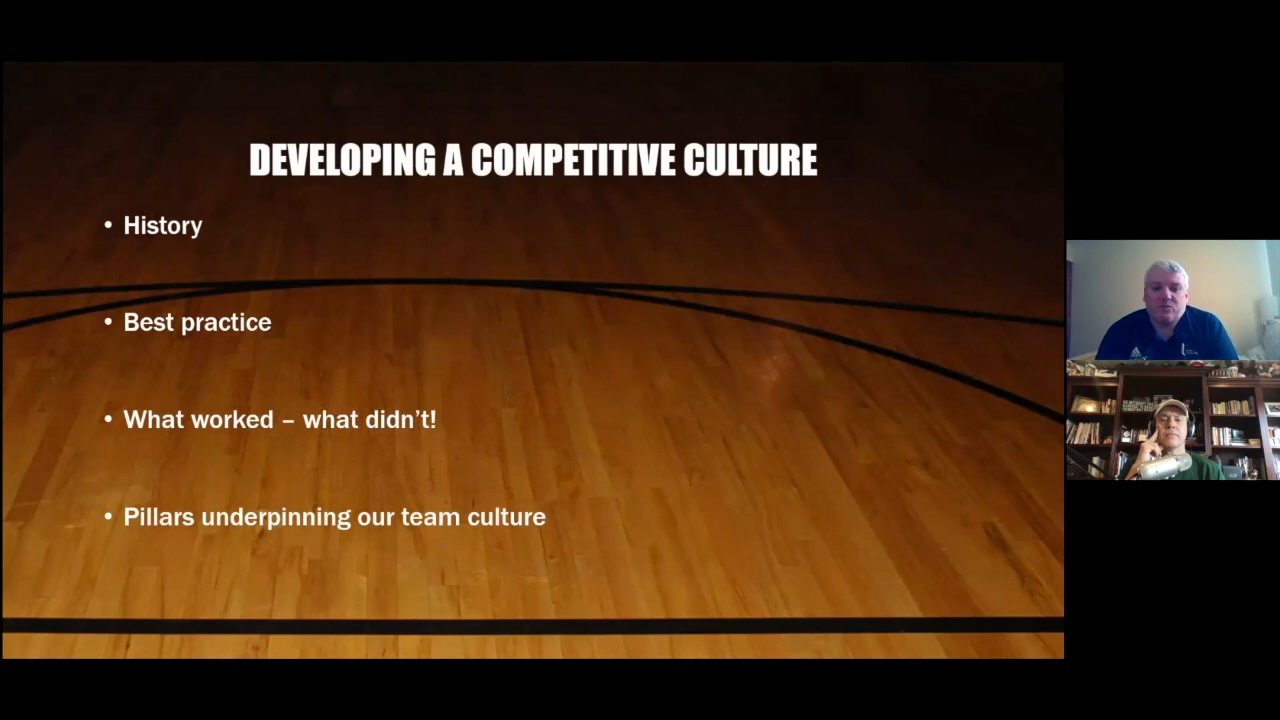 DEVELOPING A COMPETITIVE CULTURE
• History
• Best practice
• What worked – what didn’t!
• Pillars underpinning our team culture